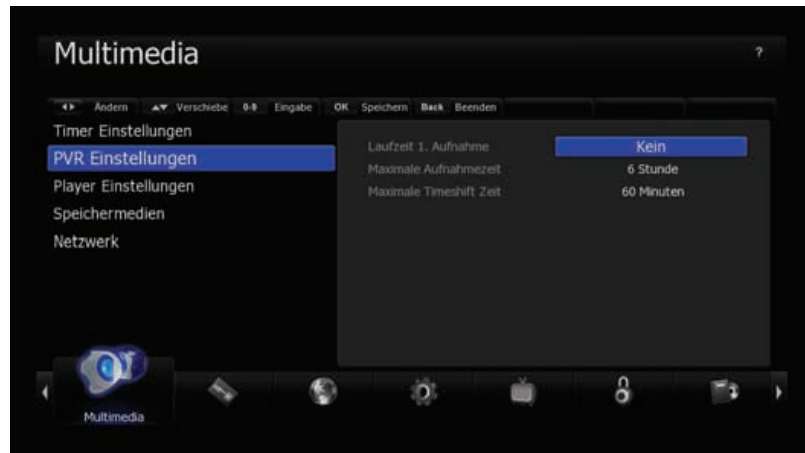 Multimedia
?
Ändern Verschiebe 0-9 Eingabe OK Speichern Back Beenden
Timer Einstellungen
PVR Einstellungen
Player Einstellungen
Speichermedien
Netzwerk
Laufzeit 1. Aufnahme Kein
Maximale Aufnahmezeit 6 Stunde
Maximale Timeshift Zeit 60 Minuten
Multimedia